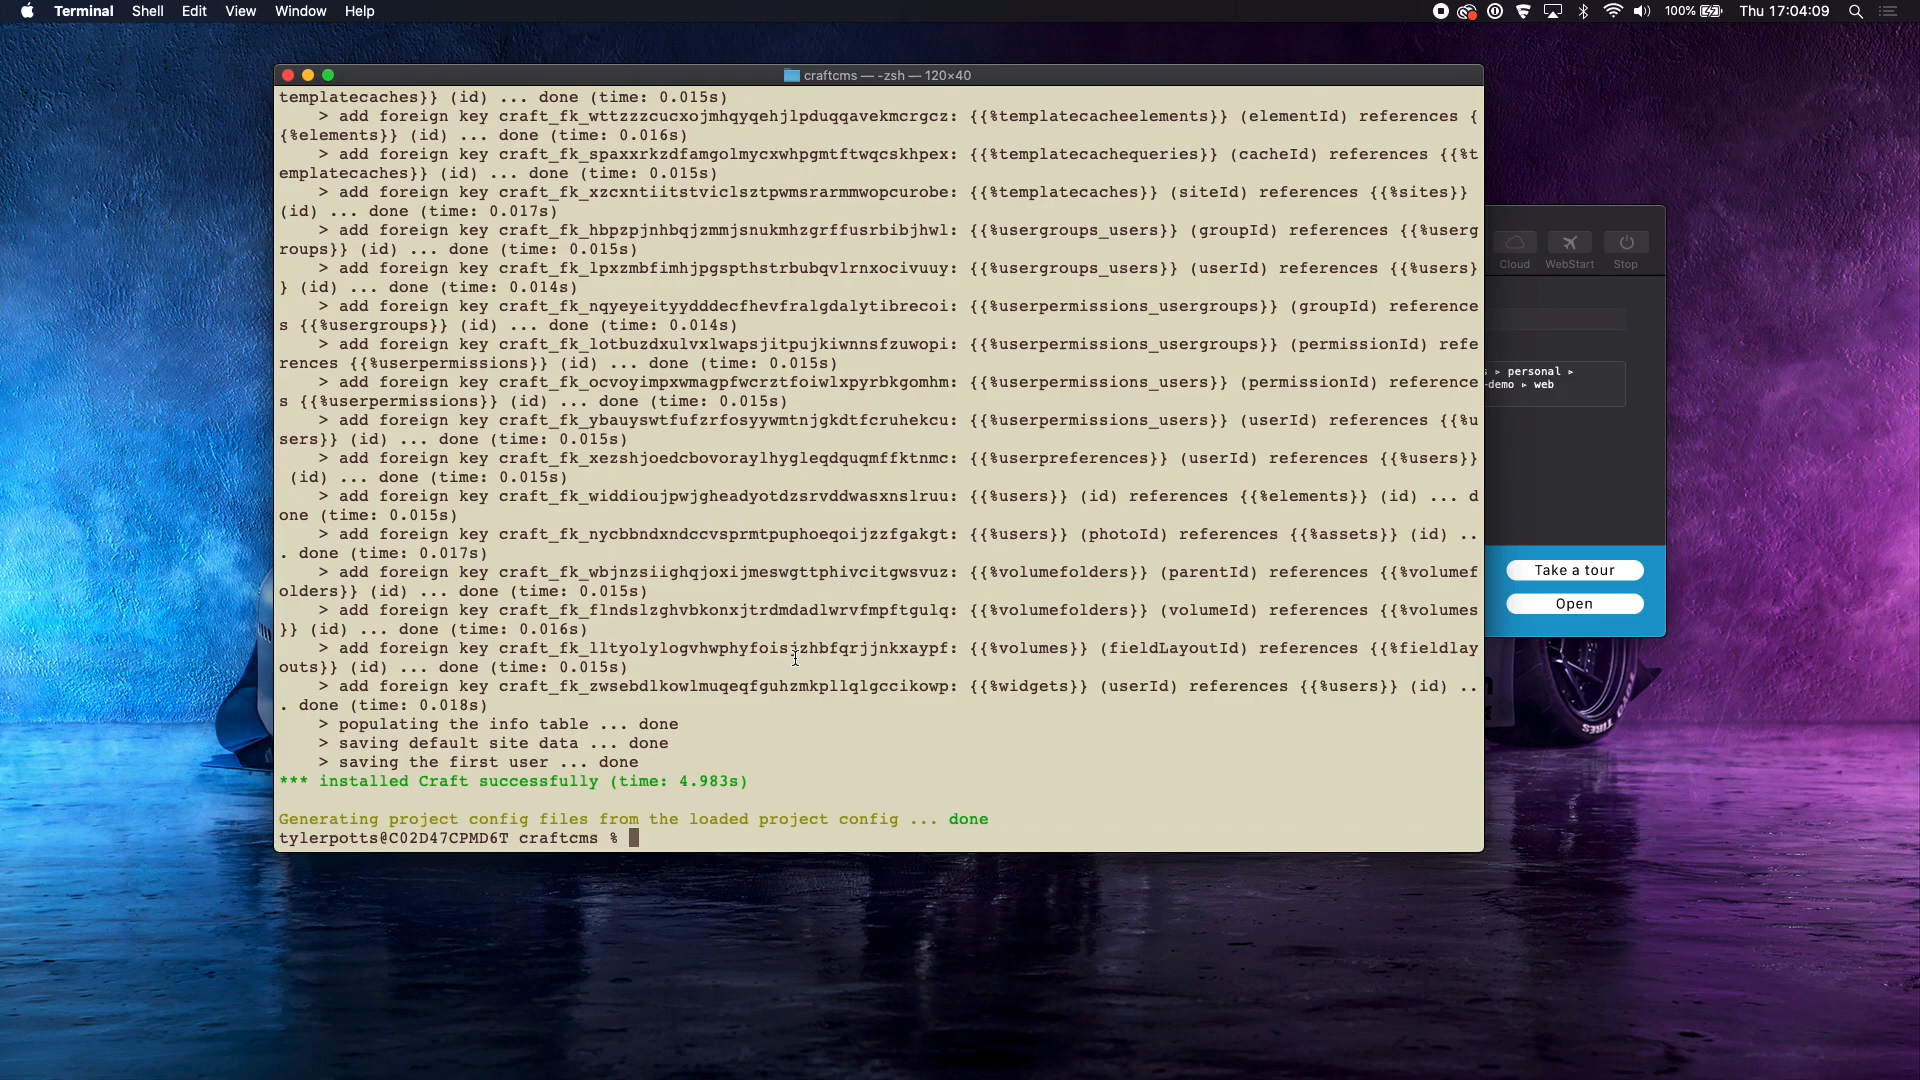 Terminal Shell Edit View Window Help 100% Thu 17:04:09
craftcms — -zsh — 120×40
templatecaches}} (id) ... done (time: 0.015s)
> add foreign key craft_fk_wttzzzcucxojmhqyqehjlpduqqavekmcrgcz: {{%templatecacheelements}} (elementId) references {
{%elements}} (id) ... done (time: 0.016s)
> add foreign key craft_fk_spaxxrkzdfamgolmycxwhpgmtftwqcskhpex: {{%templatecachequeries}} (cacheId) references {{%t
emplatecaches}} (id) ... done (time: 0.015s)
> add foreign key craft_fk_xzcxntiitstviclsztpwmsrarmmwopcurobe: {{%templatecaches}} (siteId) references {{%sites}}
(id) ... done (time: 0.017s)
> add foreign key craft_fk_hbpzpjnhbqjzmmjsnukmhzgrffusrbibjhwl: {{%usergroups_users}} (groupId) references {{%userg
roups}} (id) ... done (time: 0.015s)
> add foreign key craft_fk_lpxzmbfimhjpgspthstrbubqvlrnxocivuuy: {{%usergroups_users}} (userId) references {{%users}
} (id) ... done (time: 0.014s)
> add foreign key craft_fk_nqyeyeityydddecfhevfralgdalytibrecoi: {{%userpermissions_usergroups}} (groupId) reference
s {{%usergroups}} (id) ... done (time: 0.014s)
> add foreign key craft_fk_lotbuzdxulvxlwapsjitpujkiwnnsfzuwopi: {{%userpermissions_usergroups}} (permissionId) refe
rences {{%userpermissions}} (id) ... done (time: 0.015s)
> add foreign key craft_fk_ocvoyimpxwmagpfwcrztfoiwlxpyrbkgomhm: {{%userpermissions_users}} (permissionId) reference
s {{%userpermissions}} (id) ... done (time: 0.015s)
> add foreign key craft_fk_ybauyswtfufzrfosyywmtnjgkdtfcruhekcu: {{%userpermissions_users}} (userId) references {{%u
sers}} (id) ... done (time: 0.015s)
> add foreign key craft_fk_xezshjoedcbovoraylhygleqdquqmffktnmc: {{%userpreferences}} (userId) references {{%users}}
(id) ... done (time: 0.015s)
> add foreign key craft_fk_widdioujpwjgheadyotdzsrvddwasxnslruu: {{%users}} (id) references {{%elements}} (id) ... d
one (time: 0.015s)
> add foreign key craft_fk_nycbbndxndccvsprmtpuphoeqoijzzfgakgt: {{%users}} (photoId) references {{%assets}} (id) ..
. done (time: 0.017s)
> add foreign key craft_fk_wbjnzsiighqjoxijmeswgttphivcitgwsvuz: {{%volumefolders}} (parentId) references {{%volumef
olders}} (id) ... done (time: 0.015s)
> add foreign key craft_fk_flndslzghvbkonxjtrdmdadlwrvfmpftgulq: {{%volumefolders}} (volumeId) references {{%volumes
}} (id) ... done (time: 0.016s)
> add foreign key craft_fk_lltyolylogvhwphyfoisizhbfqrjjnkxaypf: {{%volumes}} (fieldLayoutId) references {{%fieldlay
outs}} (id) ... done (time: 0.015s)
> add foreign key craft_fk_zwsebdlkowlmuqeqfguhzmkpllqlgccikowp: {{%widgets}} (userId) references {{%users}} (id) ..
. done (time: 0.018s)
> populating the info table ... done
> saving default site data ... done
> saving the first user ... done
*** installed Craft successfully (time: 4.983s)
Generating project config files from the loaded project config ... done
tylerpotts@C02D47CPMD6T craftcms %
Cloud WebStart Stop
s ▸ personal ▸
-demo ▸ web
Take a tour
Open